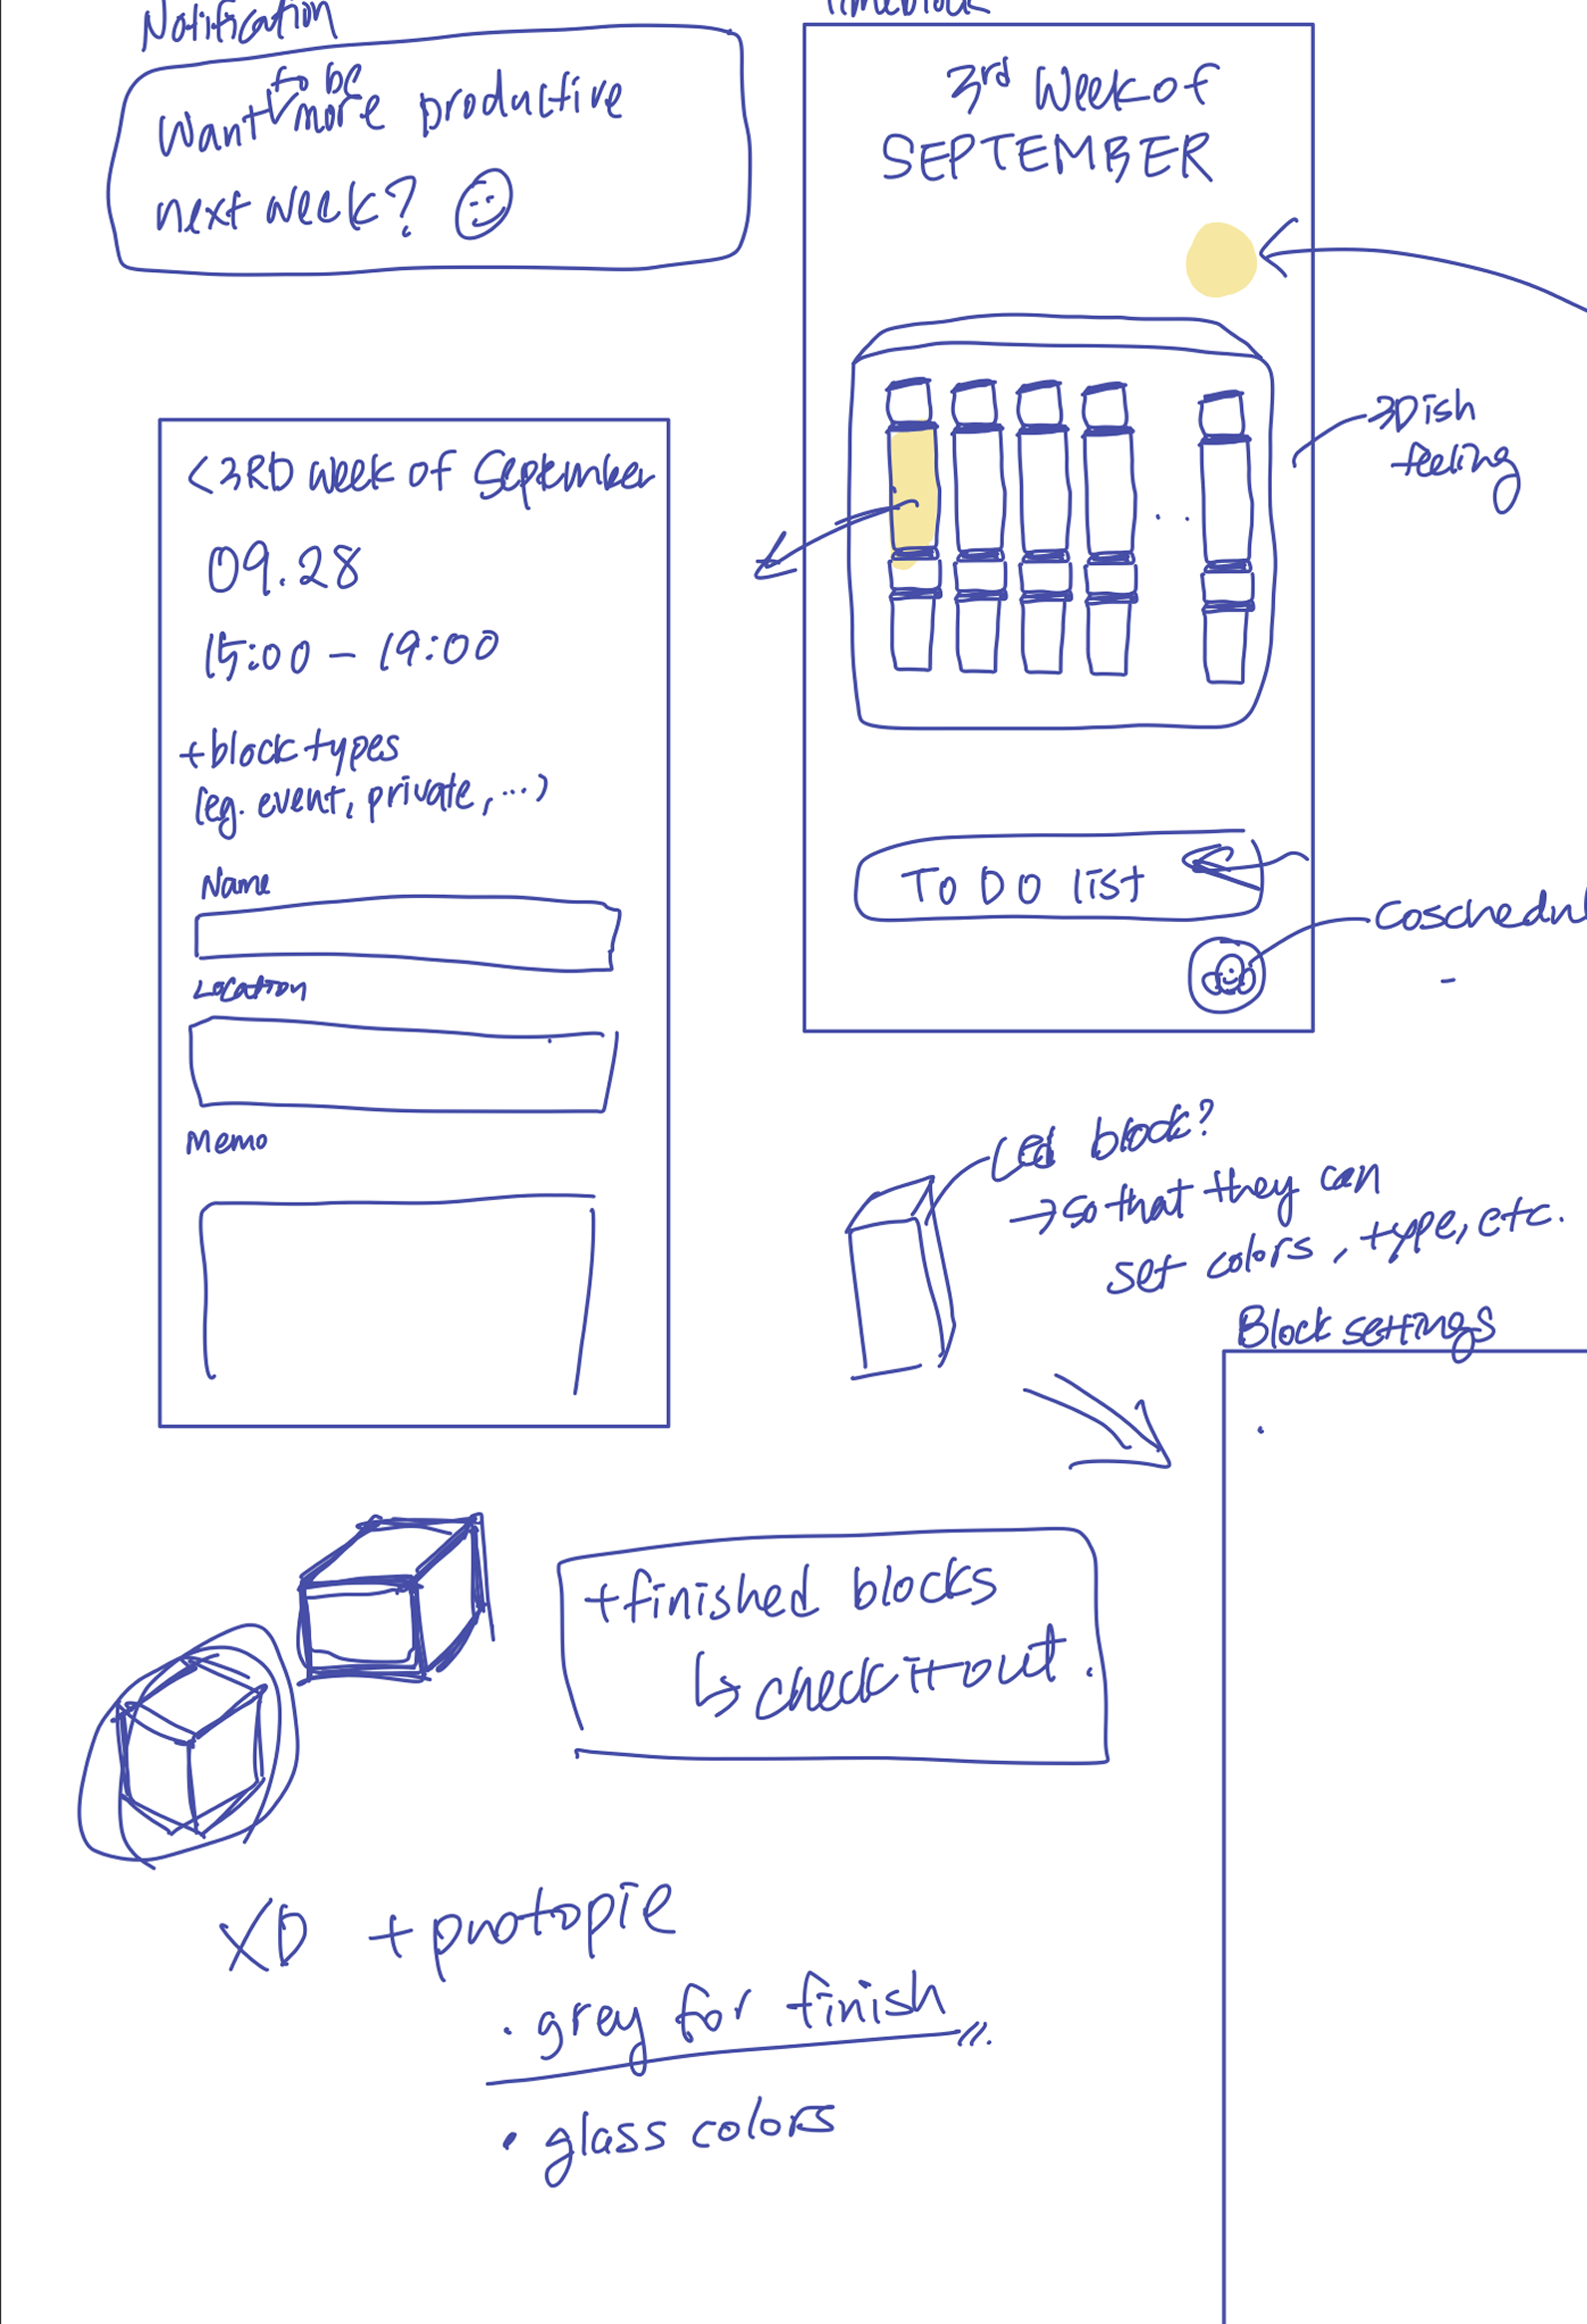 Notification
Want to be more productive
next week?
Timeblock
3rd Week of
SEPTEMBER
3Dish
feeling
< 3RD Week of September
09.28
15:00 - 19:00
+block types
(eg. event, private, ...)
Name
Location
Memo
To Do list
block?
→ so that they can
set colors, type, etc.
Block settings
+finished blocks
↳ check it out.
XD + protopie
· grey for finish
· glass colors